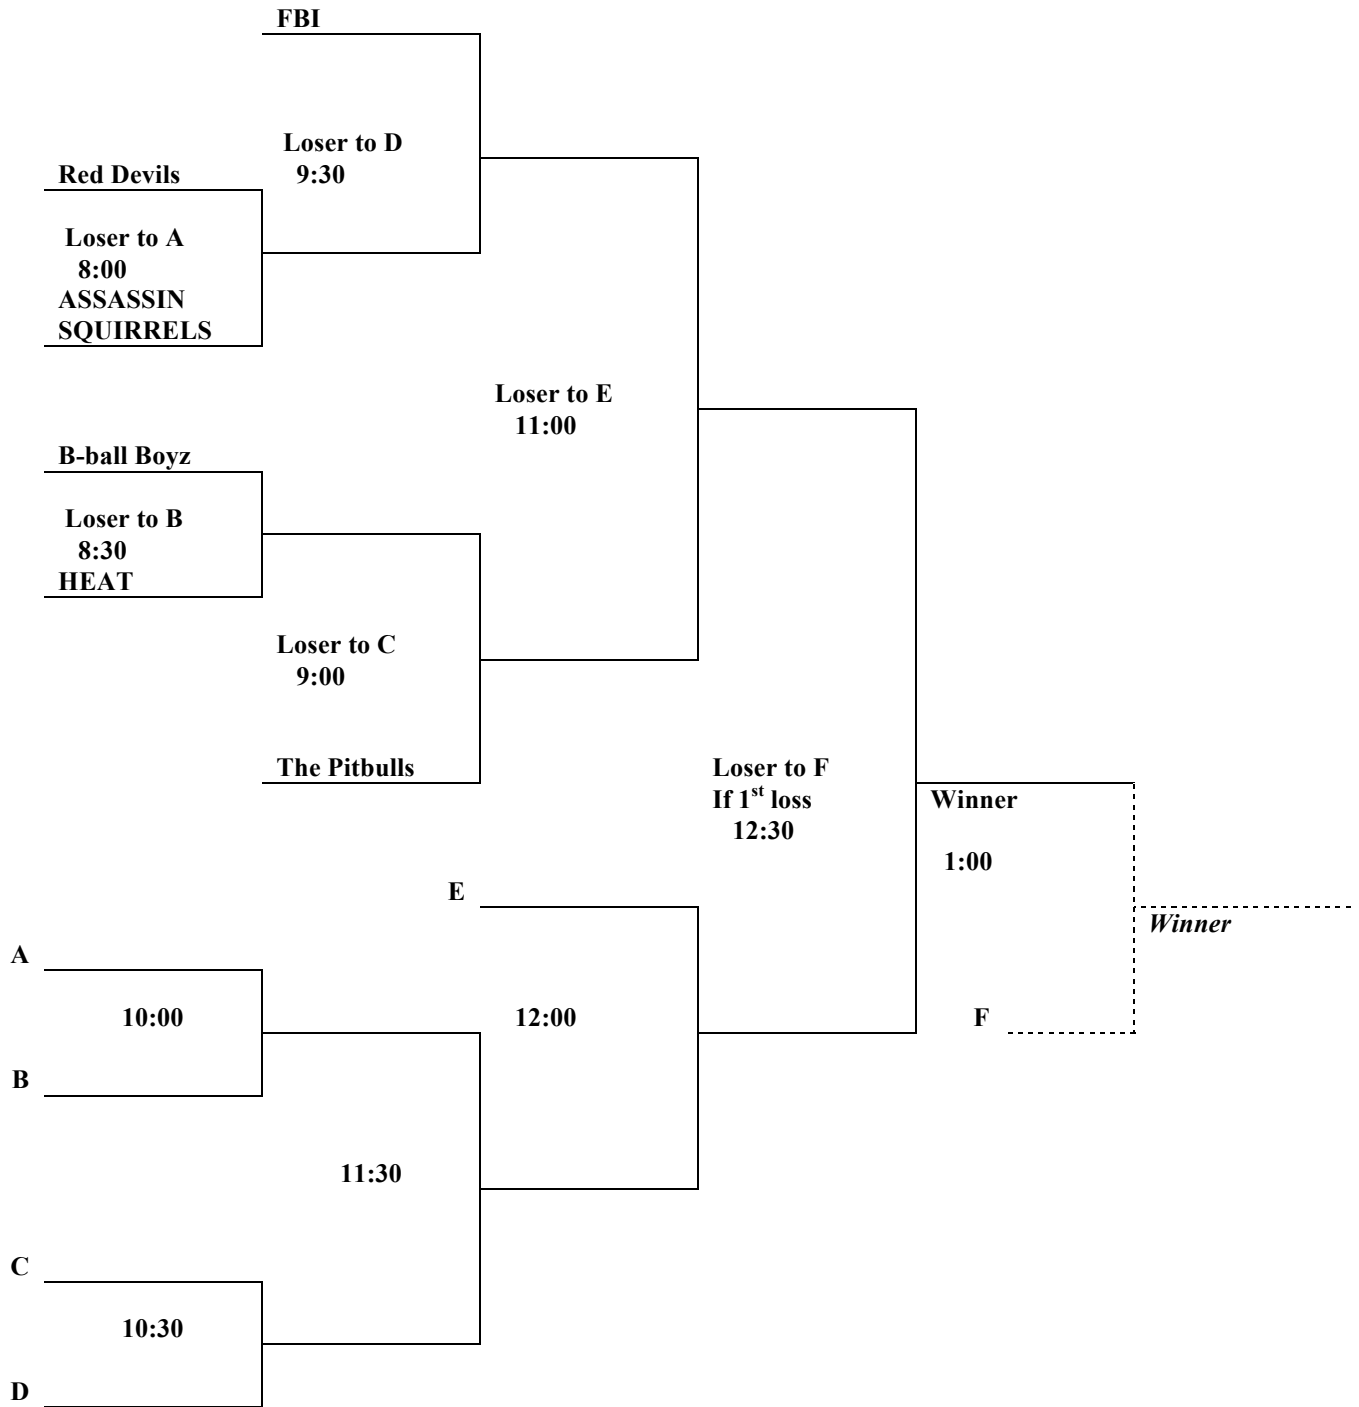 FBI
Loser to D
9:30
Red Devils
Loser to A
8:00
ASSASSIN
SQUIRRELS
Loser to E
11:00
B-ball Boyz
Loser to B
8:30
HEAT
Loser to C
9:00
The Pitbulls
Loser to F
If 1st loss
12:30
Winner
1:00
E
Winner
A
10:00
12:00
F
B
11:30
C
10:30
D